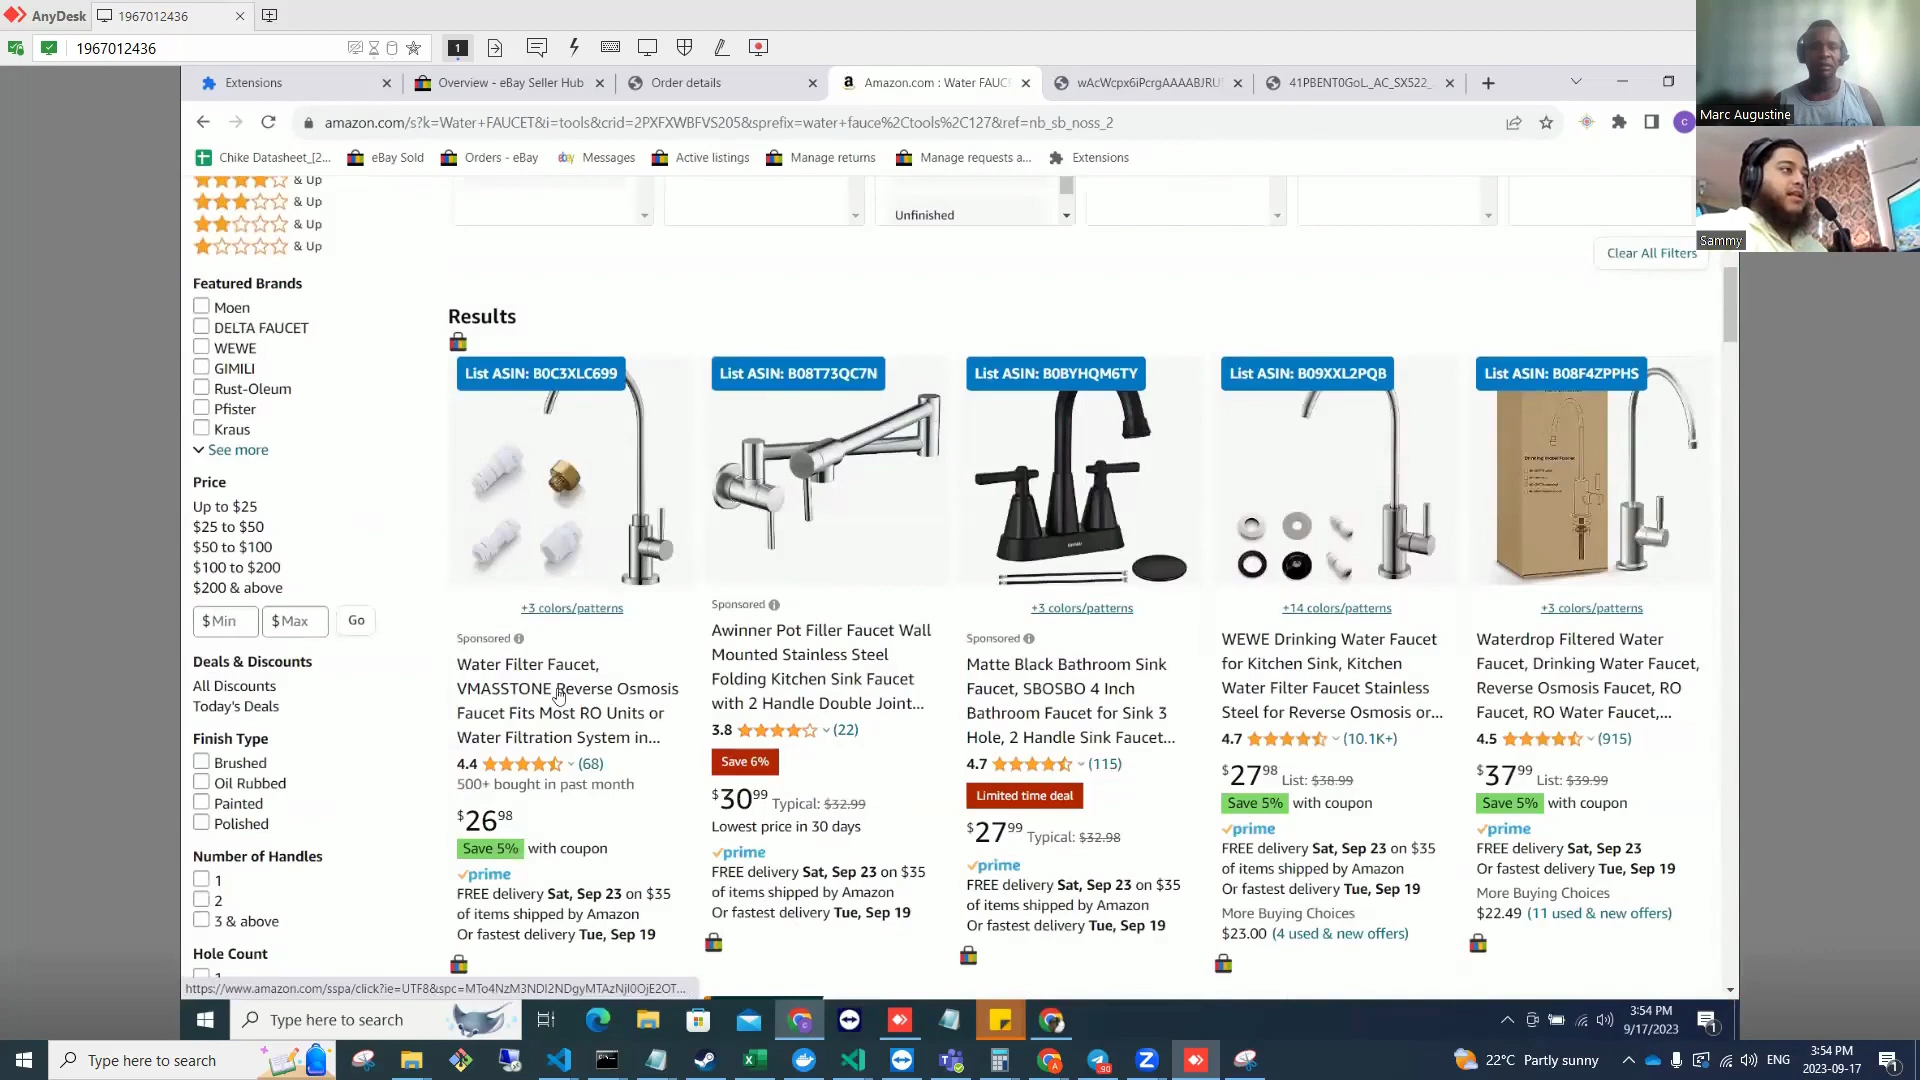 AnyDesk
1967012436
1967012436
1
Marc Augustine
Sammy
Extensions
Overview - eBay Seller Hub
Order details
Amazon.com : Water FAUC
wAcWcpx6iPcrgAAAABJRU
41PBENT0GoL._AC_SX522_
amazon.com/s?k=Water+FAUCET&i=tools&crid=2PXFXWBFVS205&sprefix=water+fauce%2Ctools%2C127&ref=nb_sb_noss_2
C
Chike Datasheet_[2...
eBay Sold
Orders - eBay
ebay
Messages
Active listings
Manage returns
Manage requests a...
Extensions
& Up
& Up
& Up
& Up
Unfinished
Clear All Filters
Featured Brands
Moen
DELTA FAUCET
WEWE
GIMILI
Rust-Oleum
Pfister
Kraus
See more
Price
Up to $25
$25 to $50
$50 to $100
$100 to $200
$200 & above
$ Min
$ Max
Go
Deals & Discounts
All Discounts
Today's Deals
Finish Type
Brushed
Oil Rubbed
Painted
Polished
Number of Handles
1
2
3 & above
Hole Count
1
Results
List ASIN: B0C3XLC699
+3 colors/patterns
Sponsored
Water Filter Faucet,
VMASSTONE Reverse Osmosis
Faucet Fits Most RO Units or
Water Filtration System in...
4.4 (68)
500+ bought in past month
$26 98
Save 5% with coupon
prime
FREE delivery Sat, Sep 23 on $35
of items shipped by Amazon
Or fastest delivery Tue, Sep 19
List ASIN: B08T73QC7N
Sponsored
Awinner Pot Filler Faucet Wall
Mounted Stainless Steel
Folding Kitchen Sink Faucet
with 2 Handle Double Joint...
3.8 (22)
Save 6%
$30 99 Typical: $32.99
Lowest price in 30 days
prime
FREE delivery Sat, Sep 23 on $35
of items shipped by Amazon
Or fastest delivery Tue, Sep 19
List ASIN: B0BYHQM6TY
+3 colors/patterns
Sponsored
Matte Black Bathroom Sink
Faucet, SBOSBO 4 Inch
Bathroom Faucet for Sink 3
Hole, 2 Handle Sink Faucet...
4.7 (115)
Limited time deal
$27 99 Typical: $32.98
prime
FREE delivery Sat, Sep 23 on $35
of items shipped by Amazon
Or fastest delivery Tue, Sep 19
List ASIN: B09XXL2PQB
+14 colors/patterns
WEWE Drinking Water Faucet
for Kitchen Sink, Kitchen
Water Filter Faucet Stainless
Steel for Reverse Osmosis or...
4.7 (10.1K+)
$27 98 List: $38.99
Save 5% with coupon
prime
FREE delivery Sat, Sep 23 on $35
of items shipped by Amazon
Or fastest delivery Tue, Sep 19
More Buying Choices
$23.00 (4 used & new offers)
List ASIN: B08F4ZPPHS
+3 colors/patterns
Waterdrop Filtered Water
Faucet, Drinking Water Faucet,
Reverse Osmosis Faucet, RO
Faucet, RO Water Faucet,...
4.5 (915)
$37 99 List: $39.99
Save 5% with coupon
prime
FREE delivery Sat, Sep 23
Or fastest delivery Tue, Sep 19
More Buying Choices
$22.49 (11 used & new offers)
Type here to search
3:54 PM
9/17/2023
1
Type here to search
22°C Partly sunny
ENG
3:54 PM
2023-09-17
1